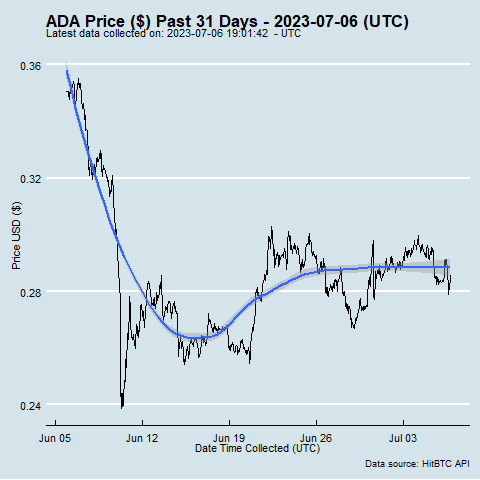 ADA Price ($) Past 31 Days - 2023-07-06 (UTC)
Latest data collected on: 2023-07-06 19:01:42 - UTC
0.36
0.32
0.28
0.24
Price USD ($)
Jun 05 Jun 12 Jun 19 Jun 26 Jul 03
Date Time Collected (UTC)
Data source: HitBTC API